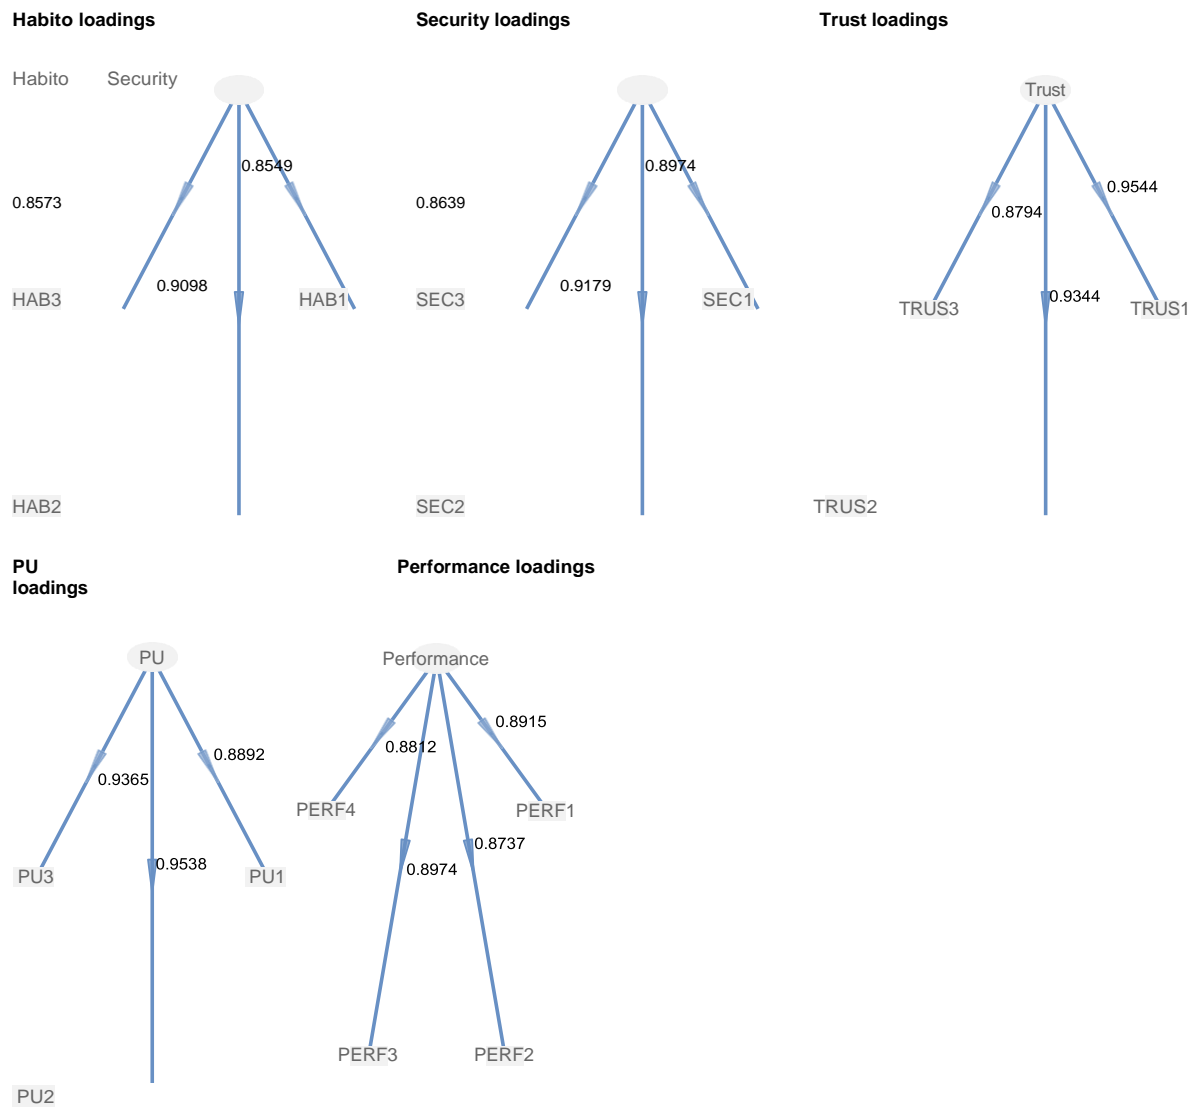 Habito loadings
Security loadings
Trust loadings
Habito
Security
Trust
0.8549
0.8974
0.9544
0.8573
0.8639
0.8794
0.9098
0.9179
0.9344
HAB3
HAB1
SEC3
SEC1
TRUS3
TRUS1
HAB2
SEC2
TRUS2
PU
loadings
Performance loadings
PU
Performance
0.8915
0.8812
0.8892
0.9365
PERF4
PERF1
0.8737
0.9538
0.8974
PU3
PU1
PERF3
PERF2
PU2